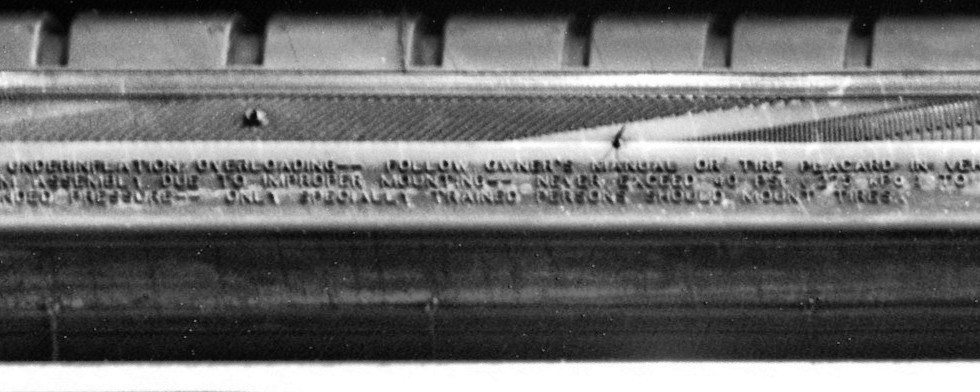 UNDERINFLATION/ OVERLOADING— FOLLOW OWNER'S MANUAL OR TIRE PLACARD IN
ASSEMBLY DUE TO IMPROPER MOUNTING— NEVER EXCEED TO
PRESSURE— ONLY SPECIALLY TRAINED PERSONS SHOULD MOUNT TIRES.